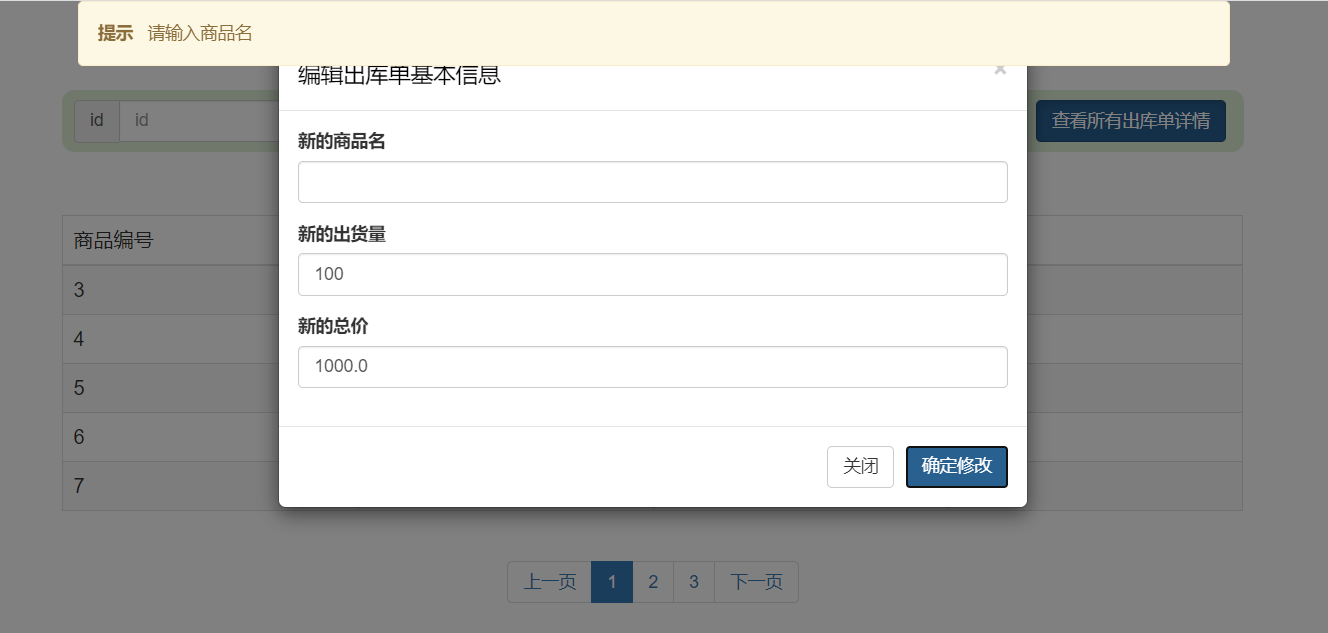 提示 请输入商品名
编辑出库单基本信息 ×
id id 查看所有出库单详情
新的商品名
新的出货量
商品编号
100
3
新的总价
4
1000.0
5
6
关闭 确定修改
7
上一页 1 2 3 下一页